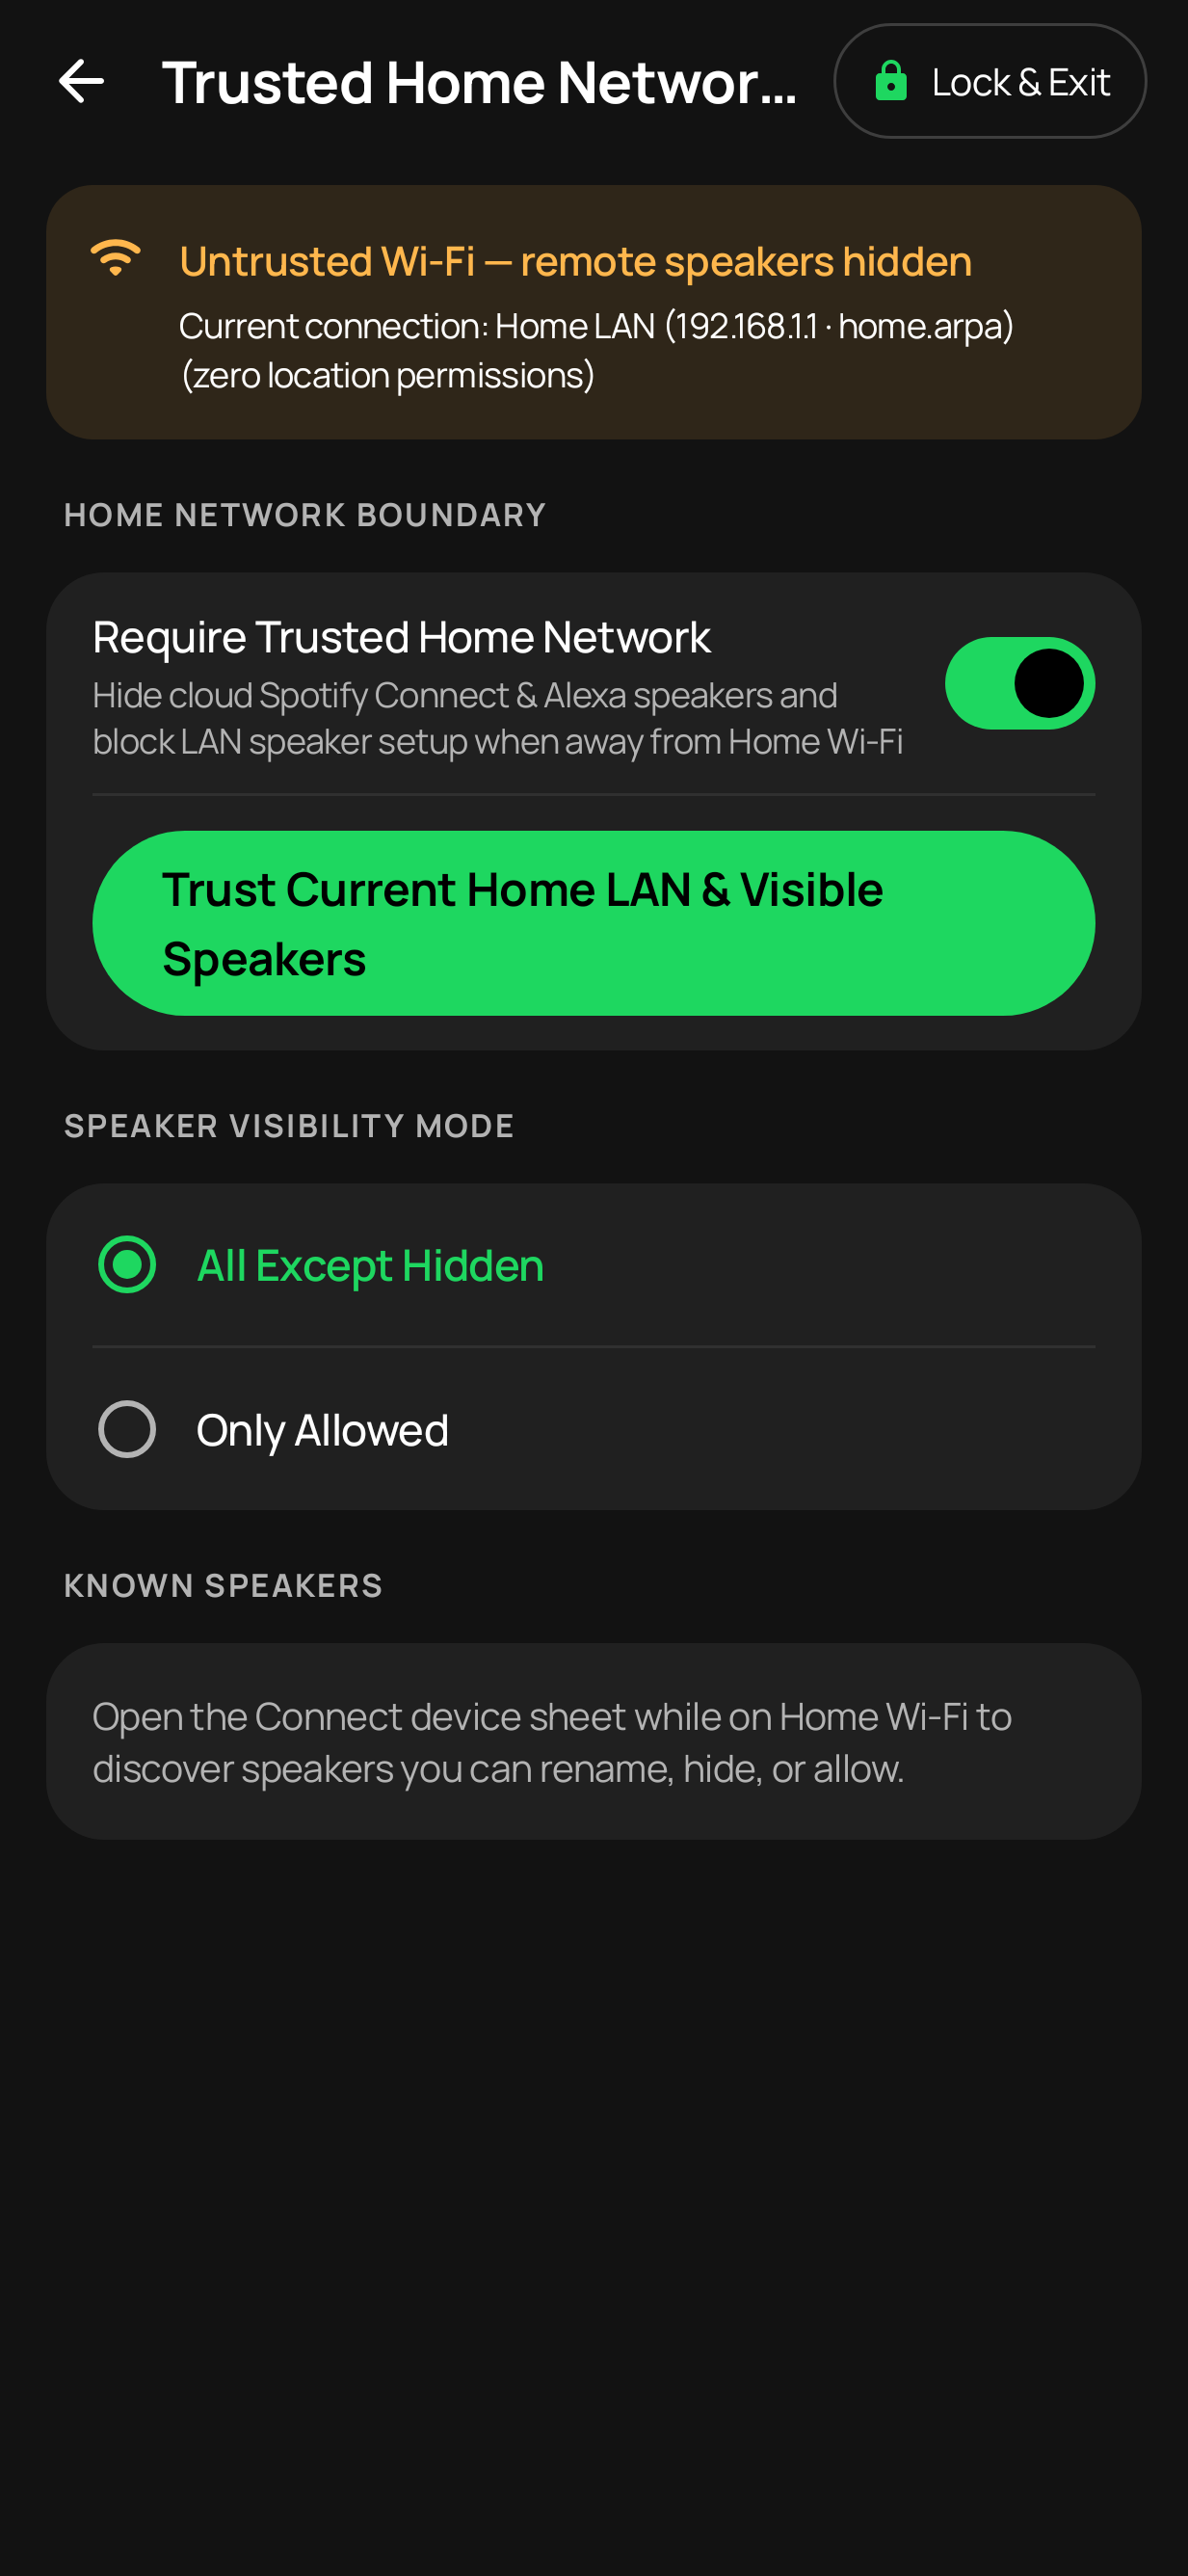 Trusted Home Networ...
Lock & Exit
Untrusted Wi-Fi — remote speakers hidden
Current connection: Home LAN (192.168.1.1 · home.arpa)
(zero location permissions)
HOME NETWORK BOUNDARY
Require Trusted Home Network
Hide cloud Spotify Connect & Alexa speakers and
block LAN speaker setup when away from Home Wi-Fi
Trust Current Home LAN & Visible
Speakers
SPEAKER VISIBILITY MODE
All Except Hidden
Only Allowed
KNOWN SPEAKERS
Open the Connect device sheet while on Home Wi-Fi to
discover speakers you can rename, hide, or allow.